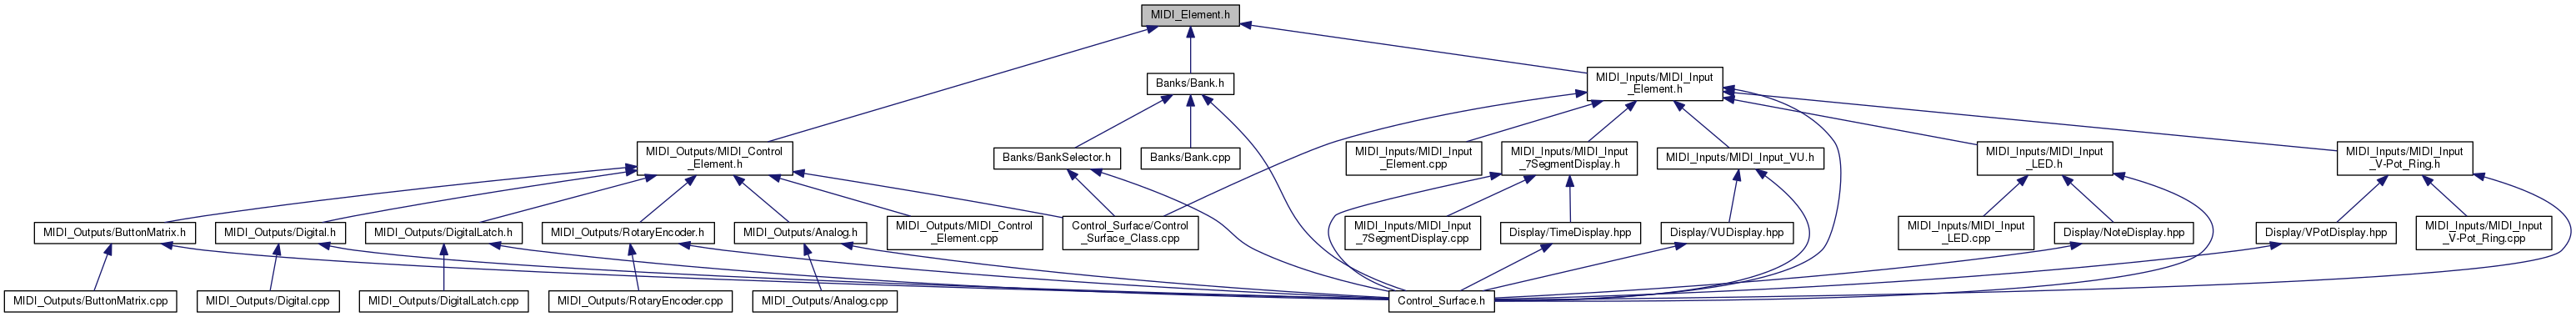 MIDI_Element.h
Banks/Bank.h
MIDI_Inputs/MIDI_Input
_Element.h
MIDI_Outputs/MIDI_Control
_Element.h
Banks/BankSelector.h
Banks/Bank.cpp
MIDI_Inputs/MIDI_Input
_Element.cpp
MIDI_Inputs/MIDI_Input
_7SegmentDisplay.h
MIDI_Inputs/MIDI_Input_VU.h
MIDI_Inputs/MIDI_Input
_LED.h
MIDI_Inputs/MIDI_Input
_V-Pot_Ring.h
MIDI_Outputs/ButtonMatrix.h
MIDI_Outputs/Digital.h
MIDI_Outputs/DigitalLatch.h
MIDI_Outputs/RotaryEncoder.h
MIDI_Outputs/Analog.h
MIDI_Outputs/MIDI_Control
_Element.cpp
Control_Surface/Control
_Surface_Class.cpp
MIDI_Inputs/MIDI_Input
_7SegmentDisplay.cpp
Display/TimeDisplay.hpp
Display/VUDisplay.hpp
MIDI_Inputs/MIDI_Input
_LED.cpp
Display/NoteDisplay.hpp
Display/VPotDisplay.hpp
MIDI_Inputs/MIDI_Input
_V-Pot_Ring.cpp
MIDI_Outputs/ButtonMatrix.cpp
MIDI_Outputs/Digital.cpp
MIDI_Outputs/DigitalLatch.cpp
MIDI_Outputs/RotaryEncoder.cpp
MIDI_Outputs/Analog.cpp
Control_Surface.h